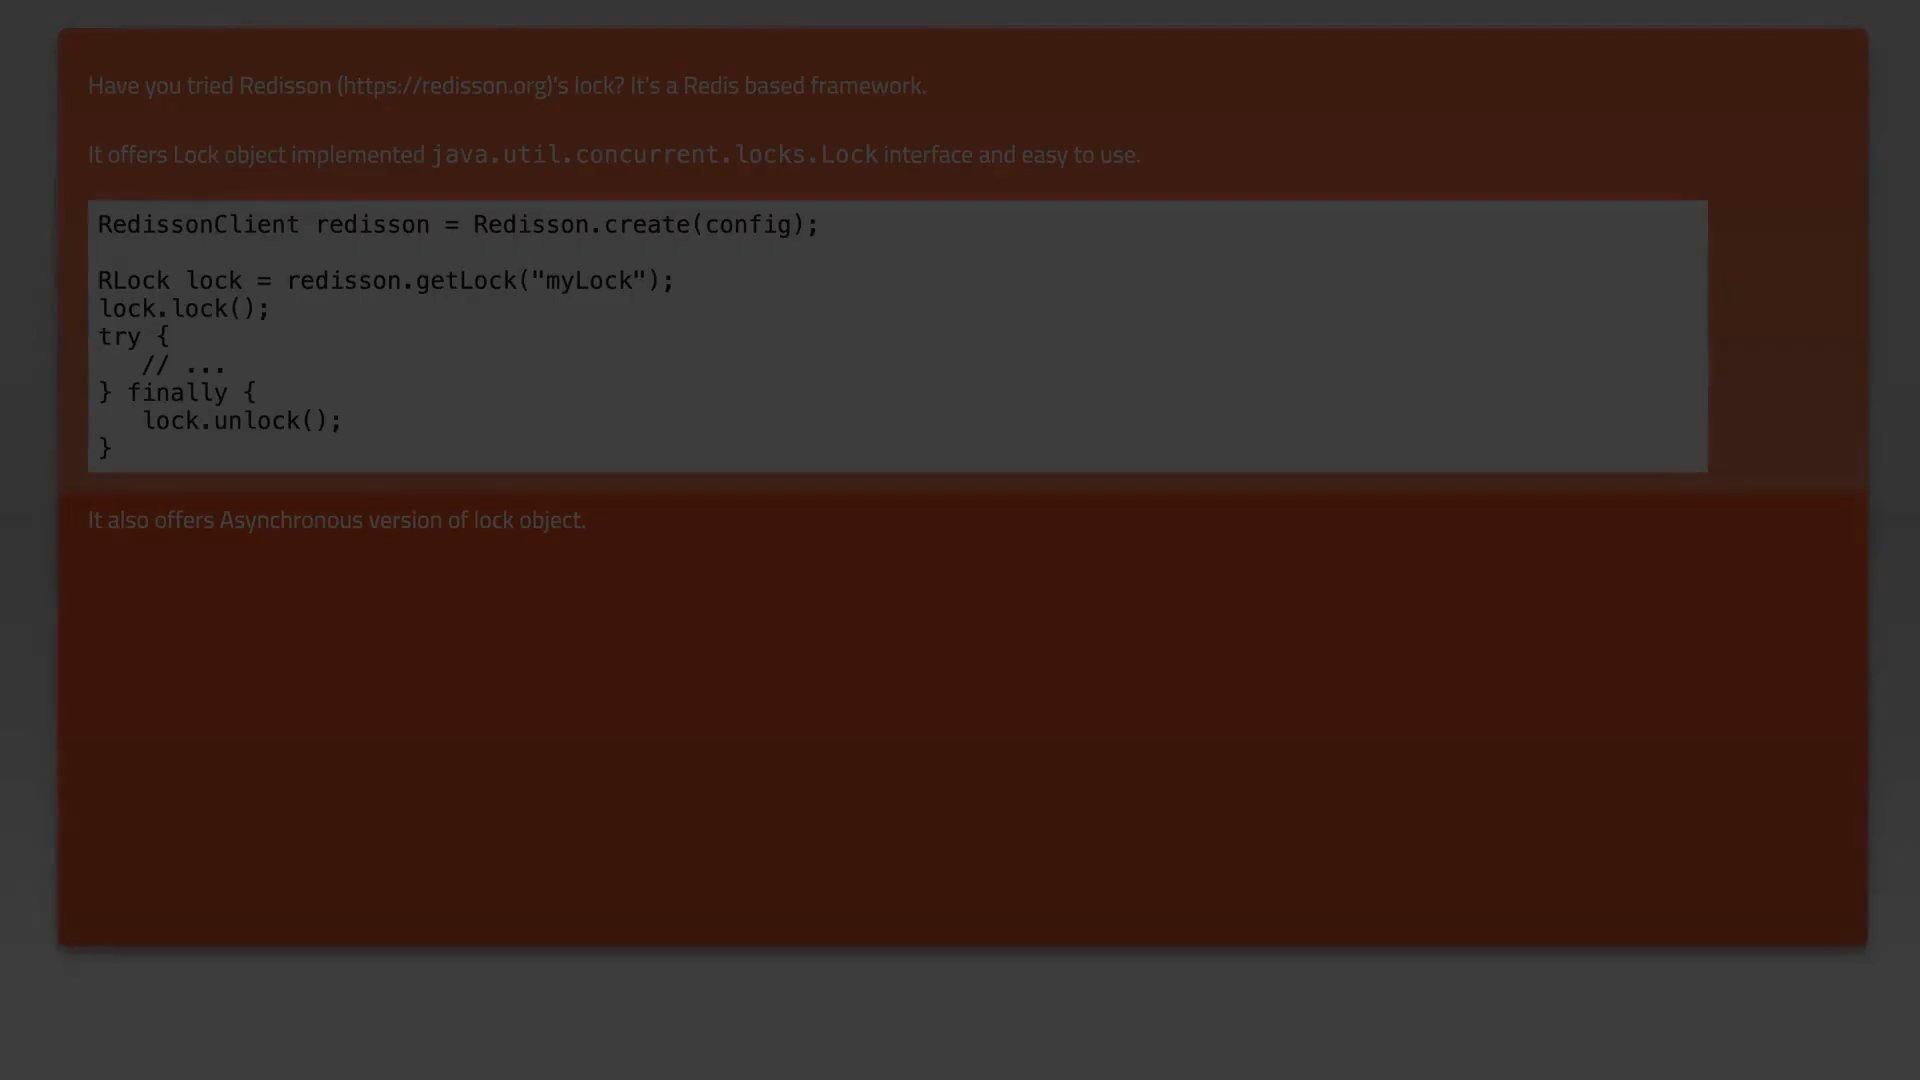 Have you tried Redisson (https://redisson.org)'s lock? It's a Redis based framework.
It offers Lock object implemented java.util.concurrent.locks.Lock interface and easy to use.
RedissonClient redisson = Redisson.create(config);
RLock lock = redisson.getLock("myLock");
lock.lock();
try {
   // ...
} finally {
   lock.unlock();
}
It also offers Asynchronous version of lock object.